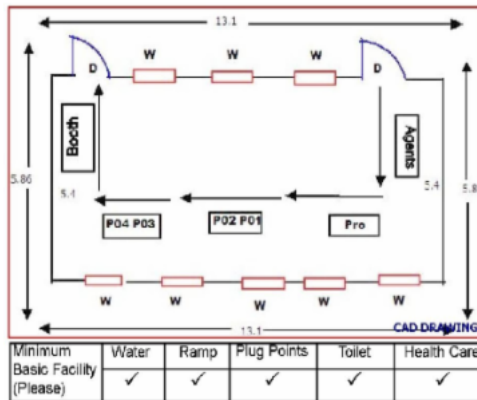 13.1
W W W
D D
Booth
Agents
5.86
5.4
5.4
5.8
P04 P03
P02 P01
Pro
W W W W W
CAD DRAWING
13.1
Minimum Basic Facility (Please) Water Ramp Plug Points Toilet Health Care
✓ ✓ ✓ ✓ ✓